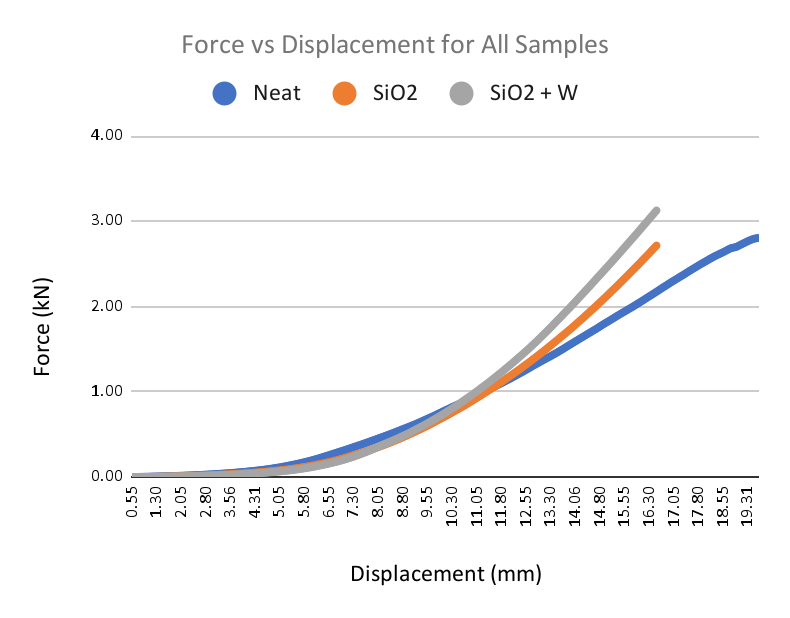 Force vs Displacement for All Samples
Neat SiO2 SiO2 + W
4.00
3.00
2.00
1.00
0.00
Force (kN)
0.55 1.30 2.05 2.80 3.56 4.31 5.05 5.80 6.55 7.30 8.05 8.80 9.55 10.30 11.05 11.80 12.55 13.30 14.06 14.80 15.55 16.30 17.05 17.80 18.55 19.31
Displacement (mm)